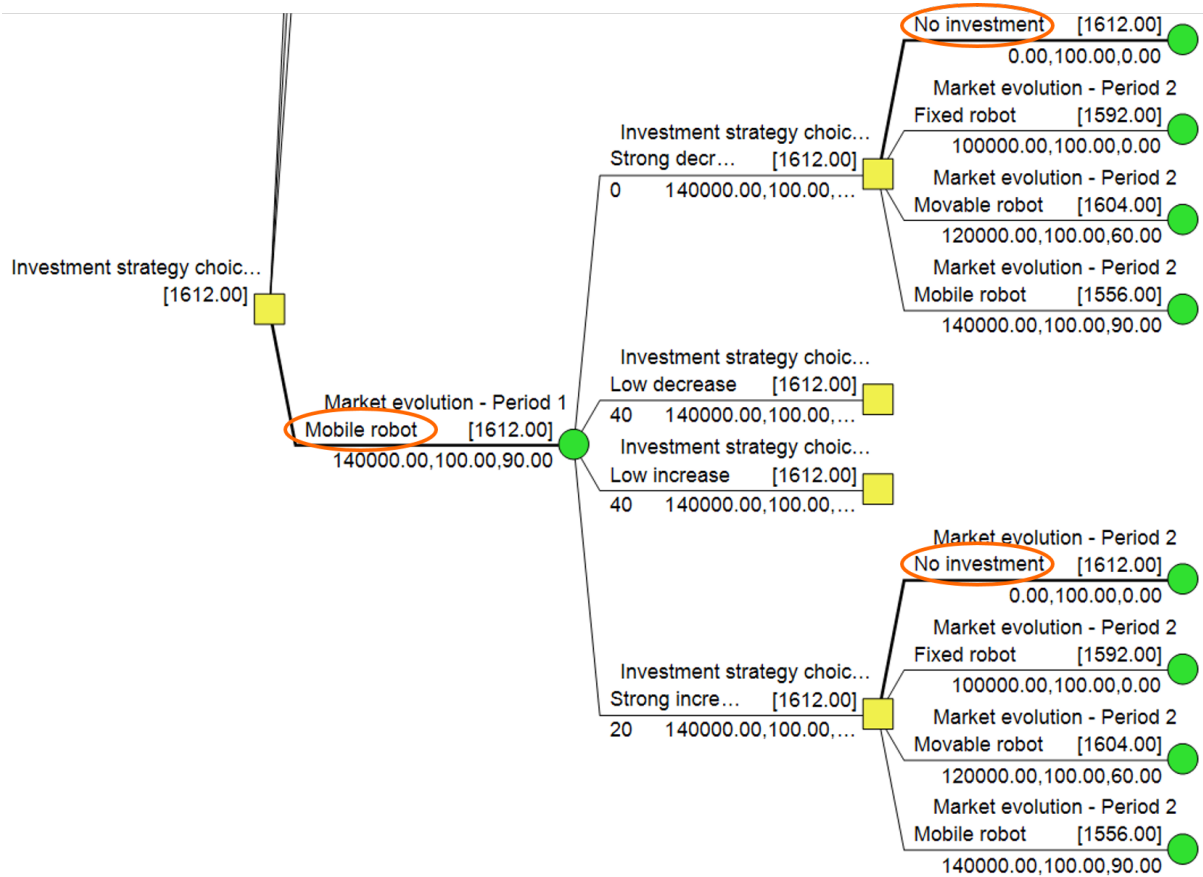 No investment [1612.00]
0.00,100.00,0.00
Market evolution - Period 2
Fixed robot [1592.00]
100000.00,100.00,0.00
Market evolution - Period 2
Movable robot [1604.00]
120000.00,100.00,60.00
Market evolution - Period 2
Mobile robot [1556.00]
140000.00,100.00,90.00
Investment strategy choic...
Strong decr... [1612.00]
0 140000.00,100.00,...
Investment strategy choic...
[1612.00]
Market evolution - Period 1
Mobile robot [1612.00]
140000.00,100.00,90.00
Investment strategy choic...
Low decrease [1612.00]
40 140000.00,100.00,...
Investment strategy choic...
Low increase [1612.00]
40 140000.00,100.00,...
Investment strategy choic...
Strong incre... [1612.00]
20 140000.00,100.00,...
Market evolution - Period 2
No investment [1612.00]
0.00,100.00,0.00
Market evolution - Period 2
Fixed robot [1592.00]
100000.00,100.00,0.00
Market evolution - Period 2
Movable robot [1604.00]
120000.00,100.00,60.00
Market evolution - Period 2
Mobile robot [1556.00]
140000.00,100.00,90.00